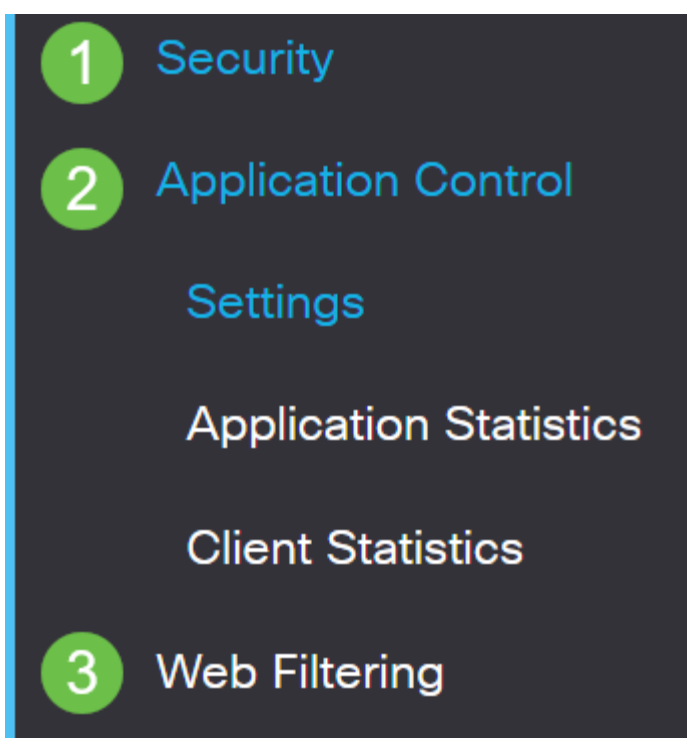 1 Security
2 Application Control
Settings
Application Statistics
Client Statistics
3 Web Filtering